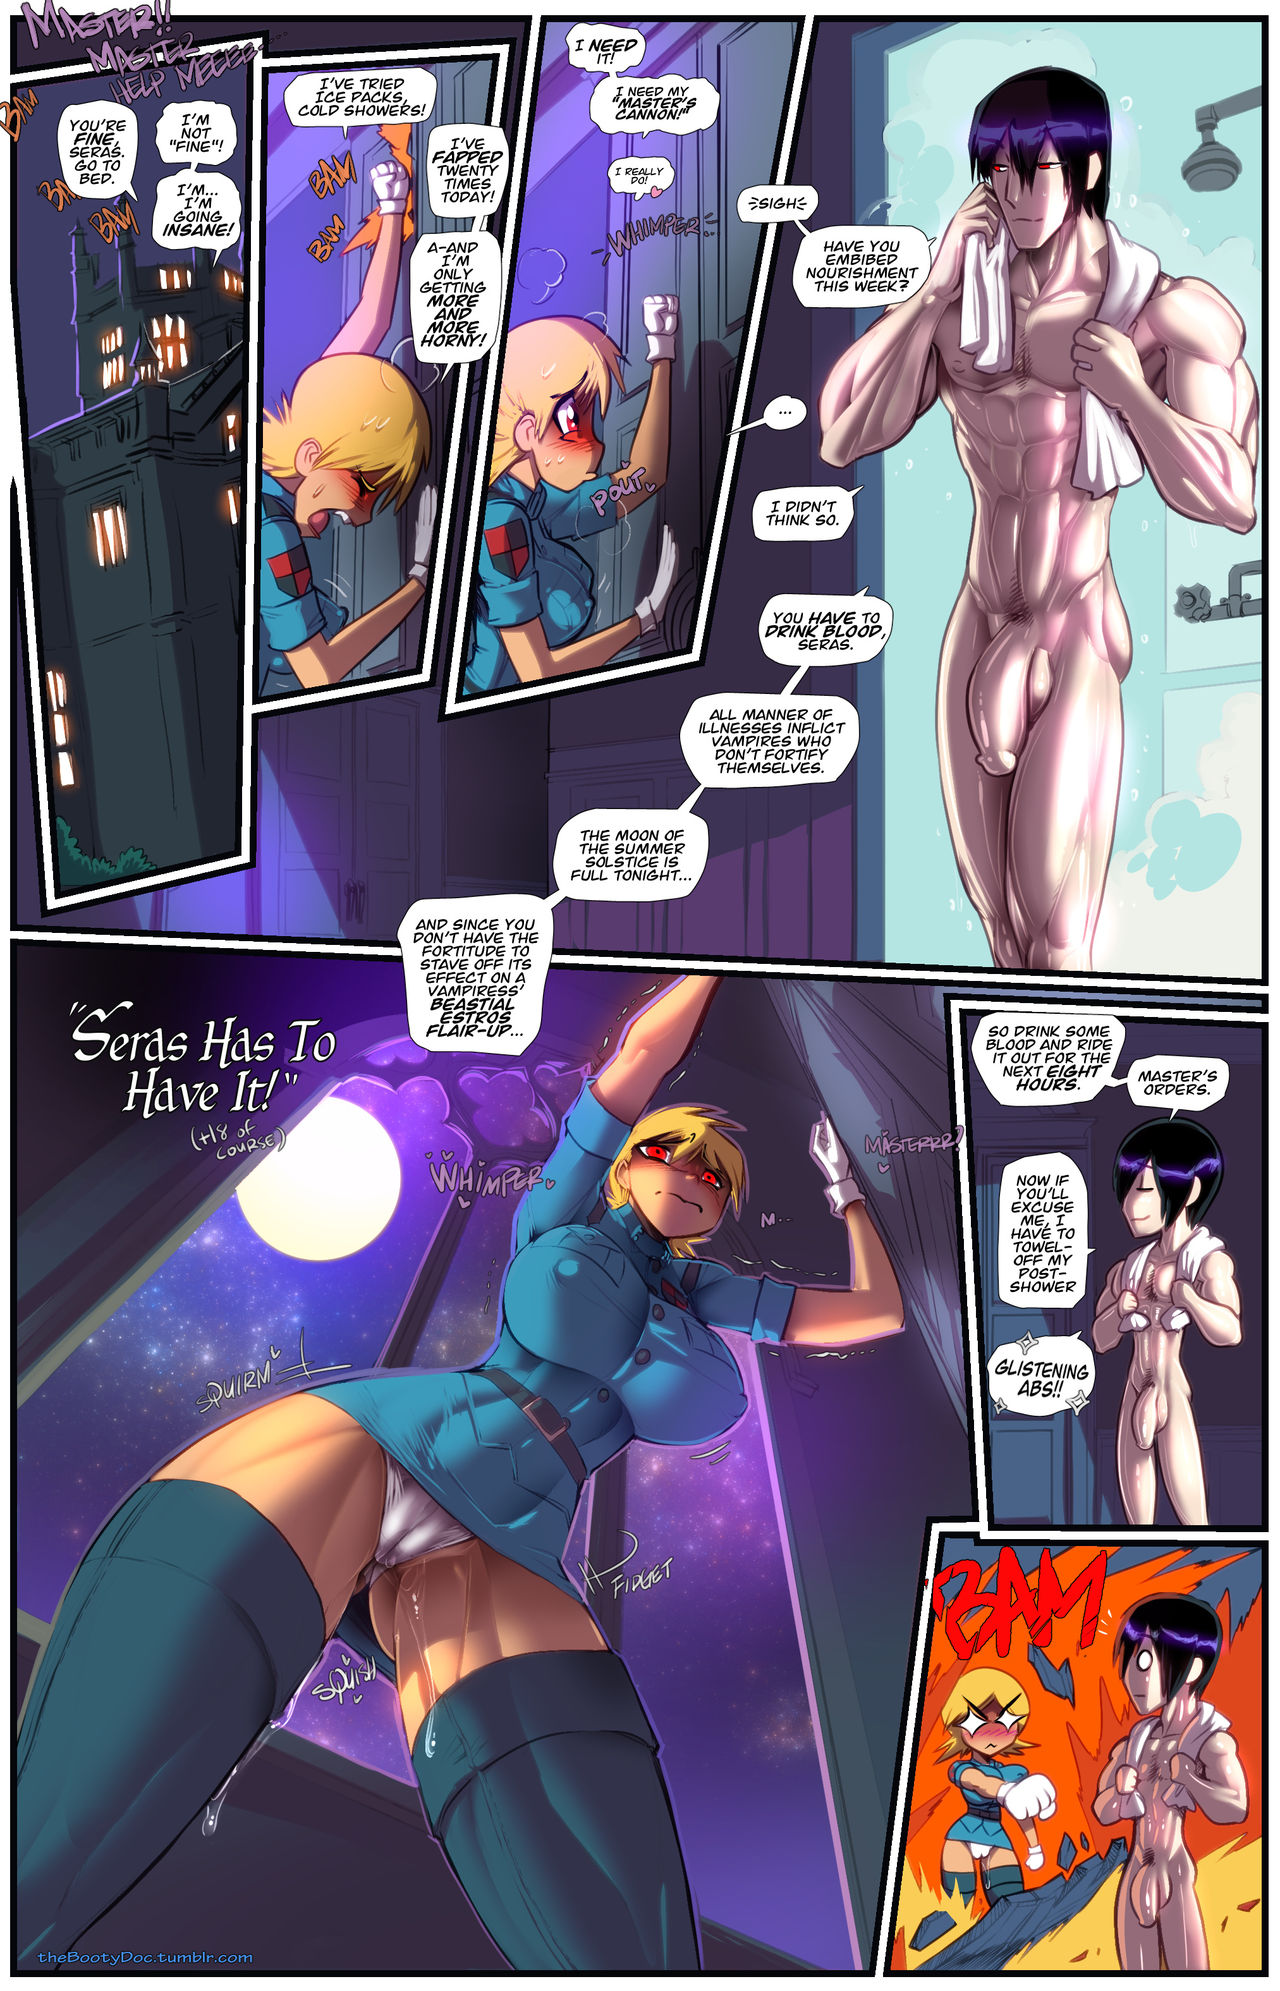 MASTER!!
MASTER
HELP MEEEE....
BAM
BAM
BAM
YOU'RE
FINE,
SERAS.
GO TO
BED.
I'M
NOT
"FINE"!
I'M...
I'M
GOING
INSANE!
I'VE TRIED
ICE PACKS,
COLD SHOWERS!
BAM
BAM
I'VE
FAPPED
TWENTY
TIMES
TODAY!
A-AND
I'M
ONLY
GETTING
MORE
AND
MORE
HORNY!
I NEED
IT!
I NEED MY
"MASTER'S
CANNON!"
I REALLY
DO!
WHIMPER...
POUT
SIGH
HAVE YOU
EMBIBED
NOURISHMENT
THIS WEEK?
...
I DIDN'T
THINK SO.
YOU HAVE TO
DRINK BLOOD,
SERAS.
ALL MANNER OF
ILLNESSES INFLICT
VAMPIRES WHO
DON'T FORTIFY
THEMSELVES.
THE MOON OF
THE SUMMER
SOLSTICE IS
FULL TONIGHT...
AND SINCE YOU
DON'T HAVE THE
FORTITUDE TO
STAVE OFF ITS
EFFECT ON A
VAMPIRESS'
BEASTIAL
ESTROS
FLAIR-UP...
"Seras Has To
Have It!"
(+18 OF
COURSE)
WHIMPER
M...
MASTERRR?
SQUIRM
FIDGET
SQUISH
SO DRINK SOME
BLOOD AND RIDE
IT OUT FOR THE
NEXT EIGHT
HOURS.
MASTER'S
ORDERS.
NOW IF
YOU'LL
EXCUSE
ME, I
HAVE TO
TOWEL-
OFF MY
POST-
SHOWER
GLISTENING
ABS!!
BAM
theBootyDoc.tumblr.com